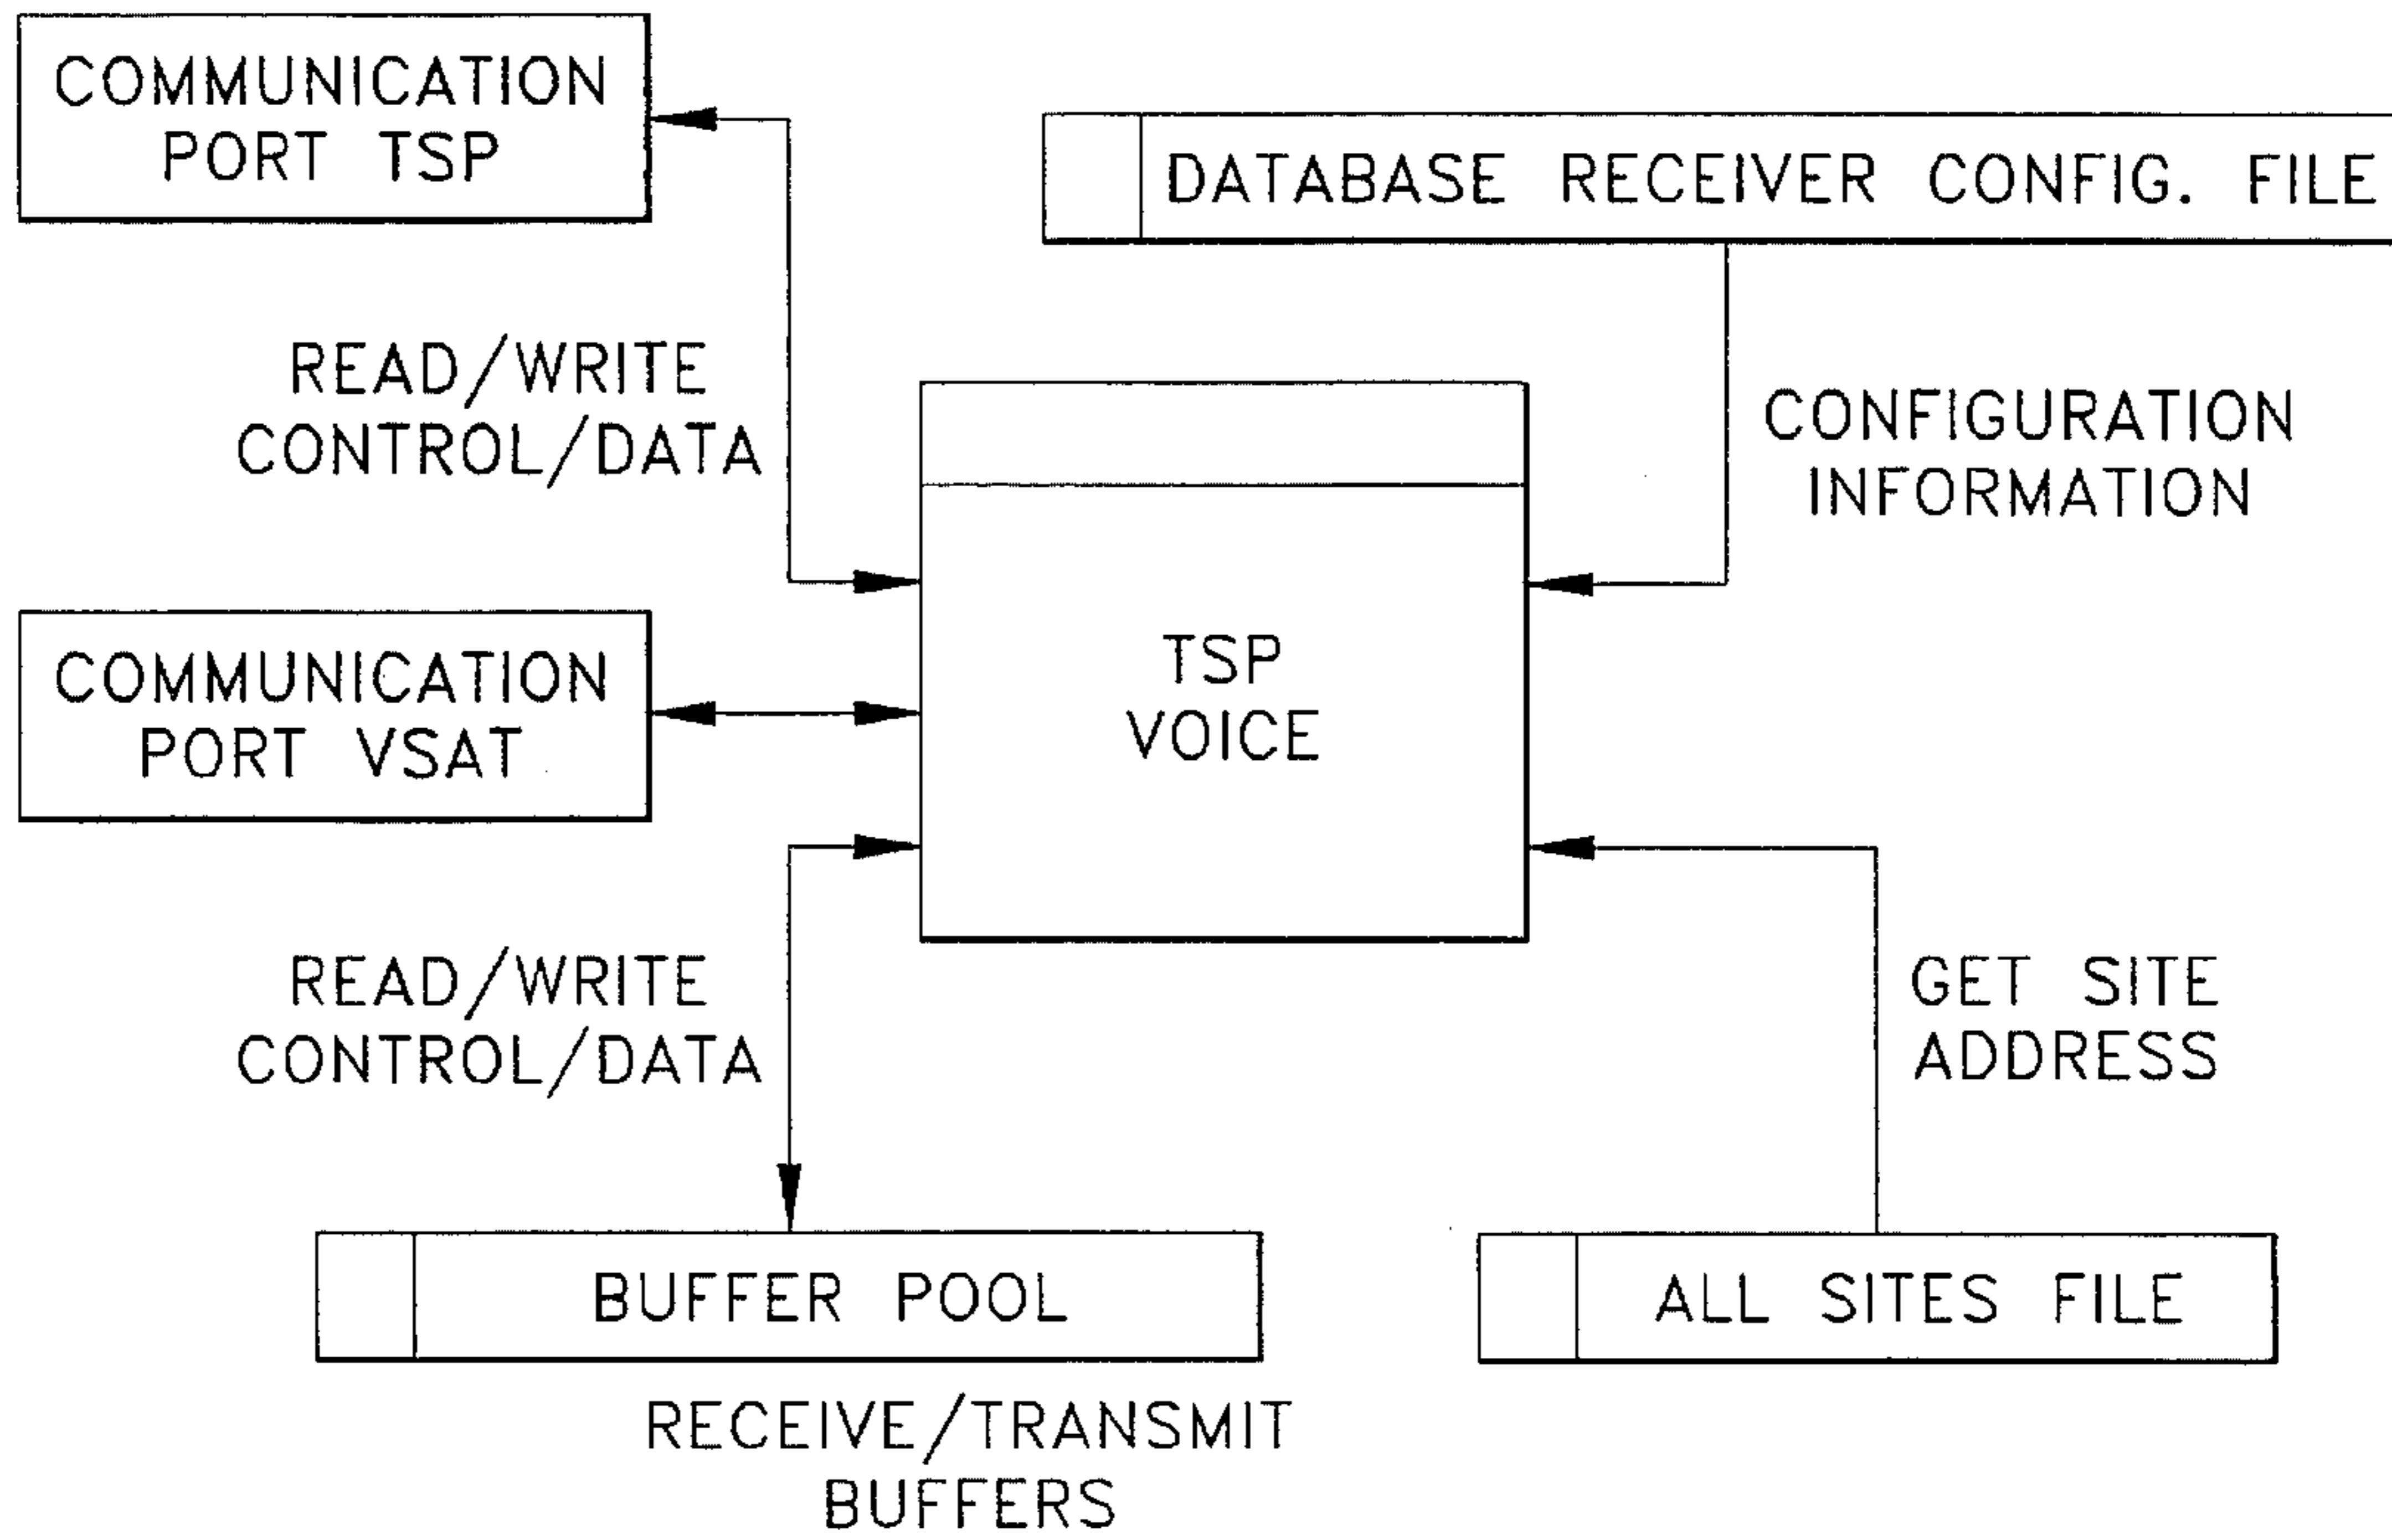 COMMUNICATION
PORT TSP
DATABASE RECEIVER CONFIG. FILE
READ/WRITE
CONTROL/DATA
CONFIGURATION
INFORMATION
COMMUNICATION
PORT VSAT
TSP
VOICE
READ/WRITE
CONTROL/DATA
GET SITE
ADDRESS
BUFFER POOL
ALL SITES FILE
RECEIVE/TRANSMIT
BUFFERS